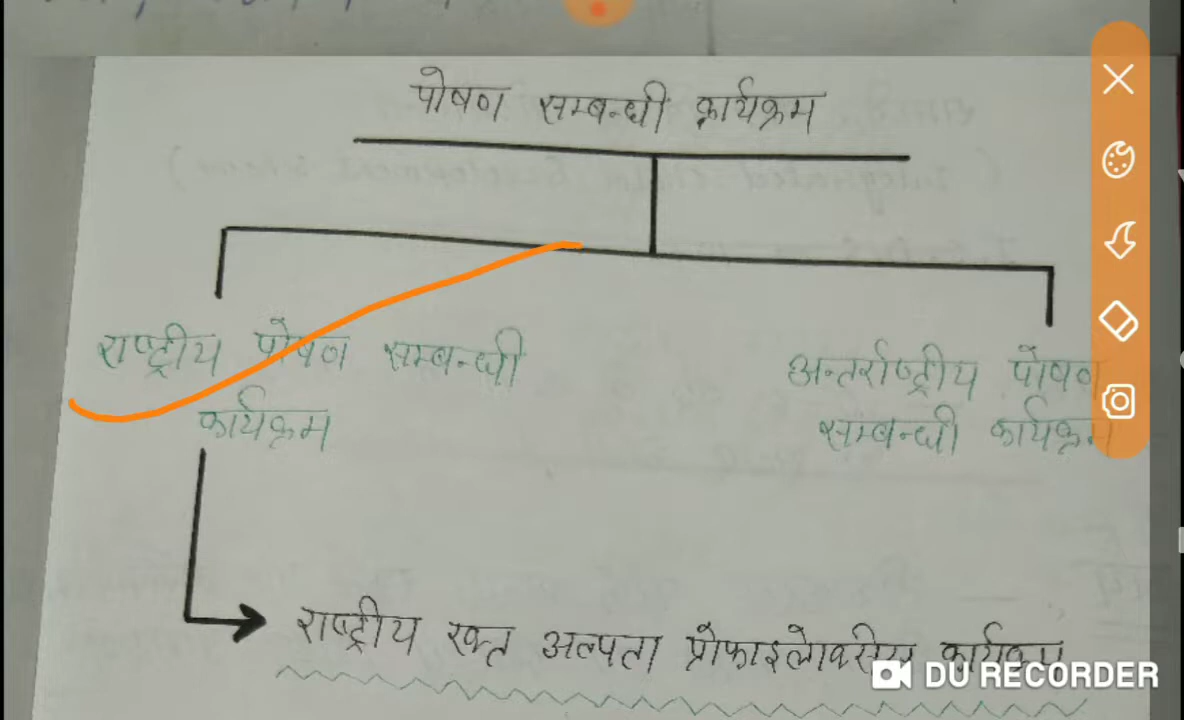 पोषण सम्बन्धी कार्यक्रम
राष्ट्रीय पोषण सम्बन्धी
कार्यक्रम
अन्तर्राष्ट्रीय पोषण
सम्बन्धी कार्यक्रम
राष्ट्रीय रक्त अल्पता प्रोफाइलेक्सीस कार्यक्रम
DU RECORDER